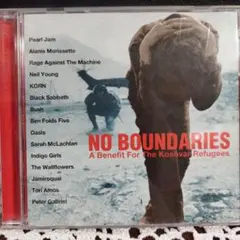 Pearl Jam
Alanis Morissette
Rage Against The Machine
Neil Young
KORN
Black Sabbath
Bush
Ben Folds Five
Oasis
Sarah McLachlan
Indigo Girls
The Wallflowers
Jamiroquai
Tori Amos
Peter Gabriel
NO BOUNDARIES
A Benefit For The Kosovar Refugees